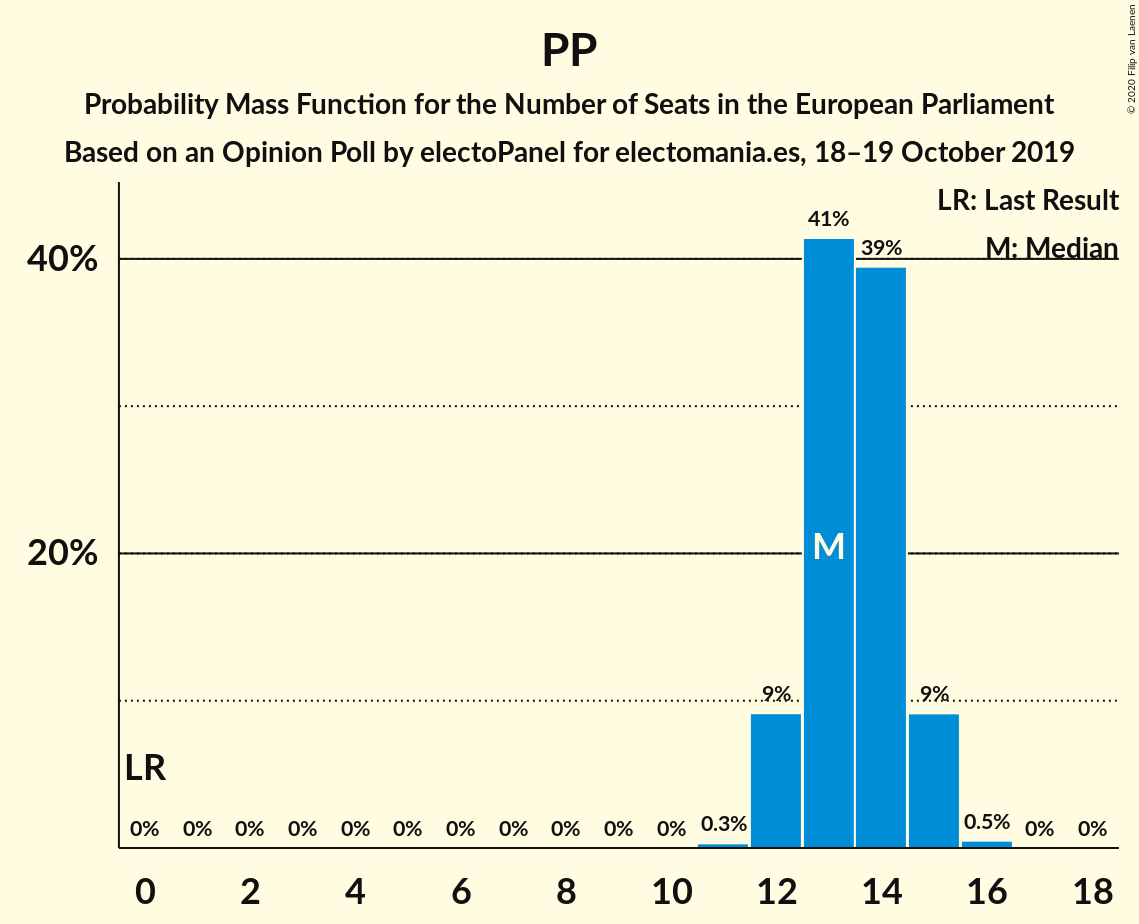 PP
Probability Mass Function for the Number of Seats in the European Parliament
Based on an Opinion Poll by electoPanel for electomania.es, 18–19 October 2019
© 2020 Filip van Laenen
LR: Last Result
M: Median
41%
39%
40%
20%
M
9%
9%
LR
0% 0% 0% 0% 0% 0% 0% 0% 0% 0% 0% 0.3% 0.5% 0% 0%
0 2 4 6 8 10 12 14 16 18